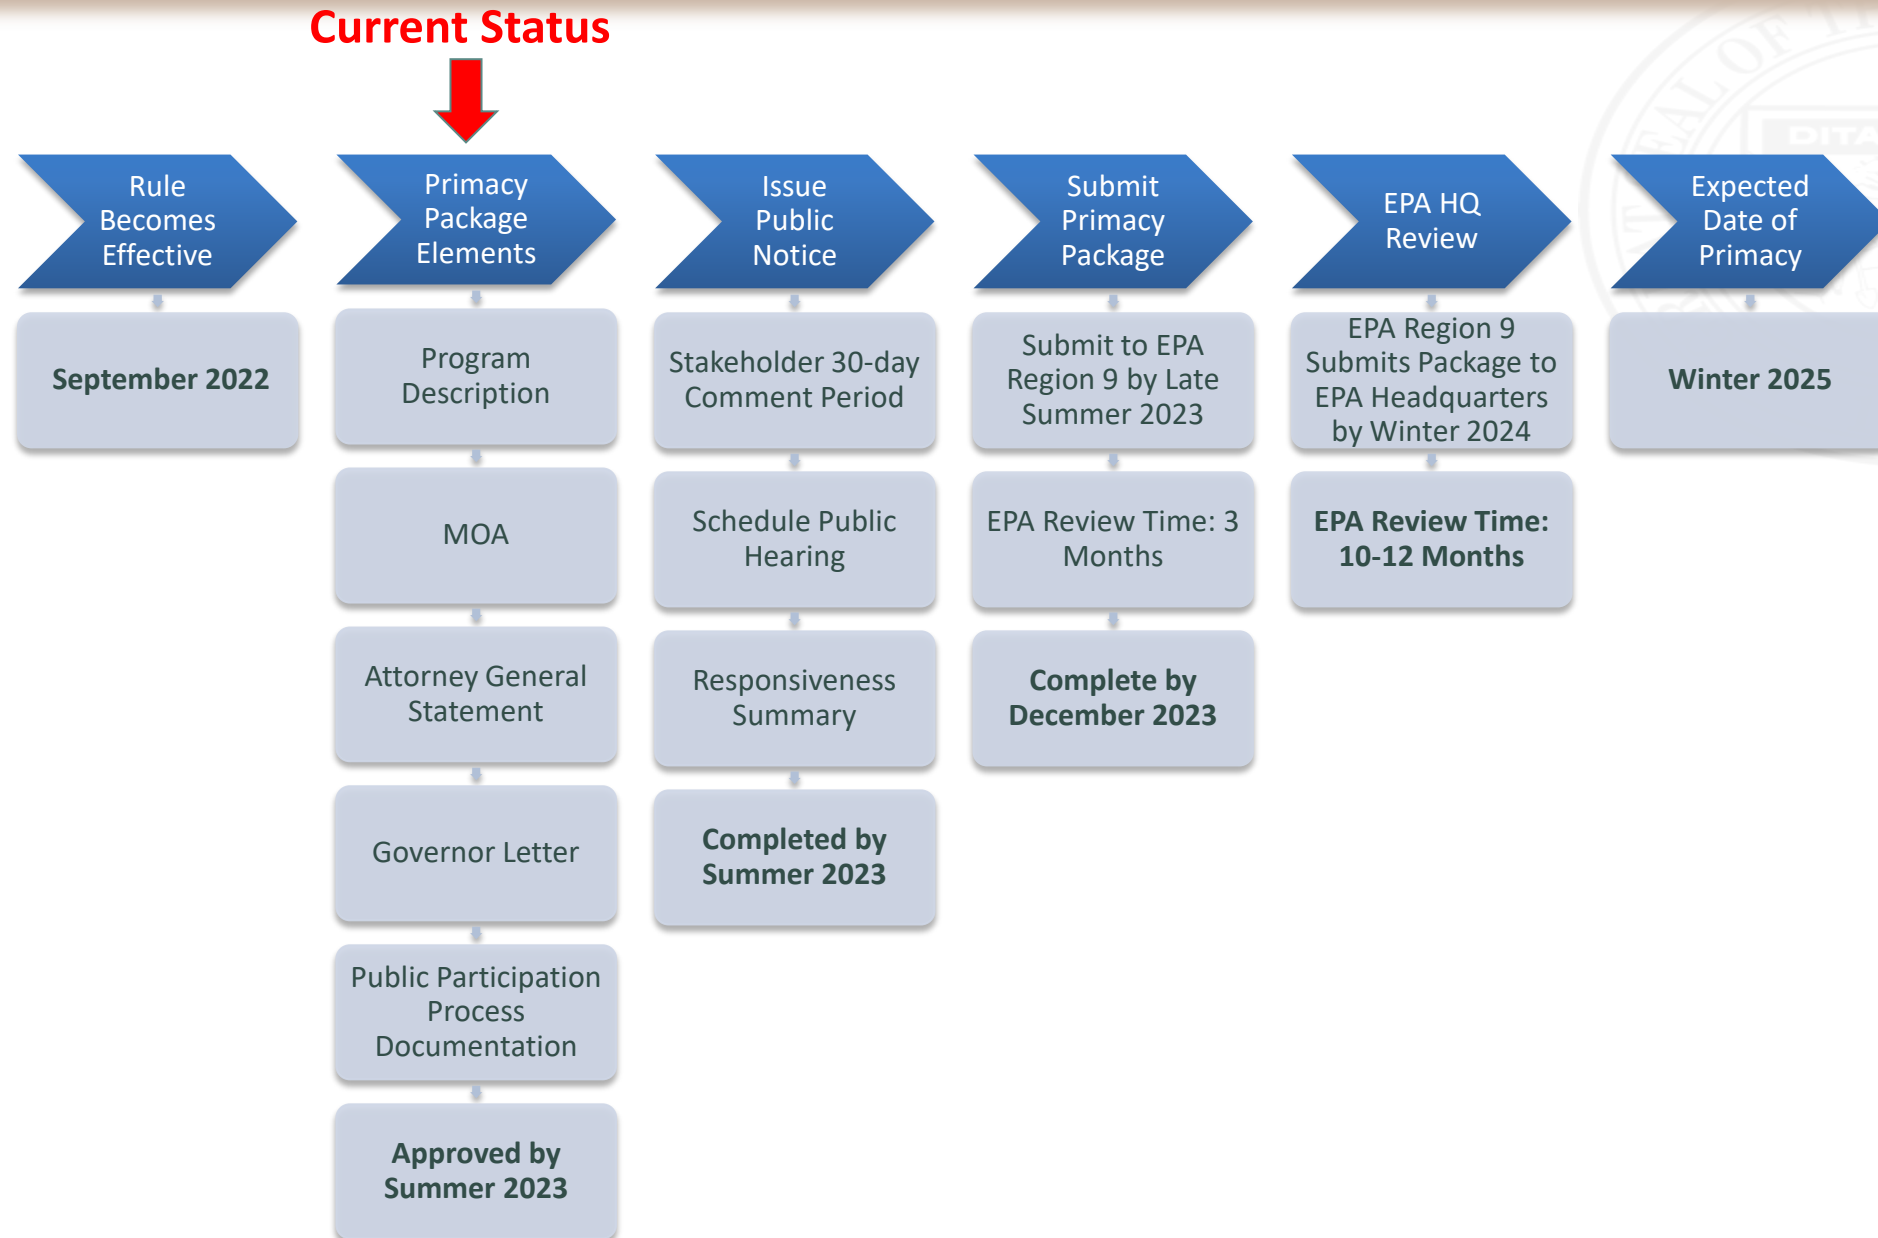 Current Status
Rule
Becomes
Effective
September 2022
Primacy
Package
Elements
Program
Description
MOA
Attorney General
Statement
Governor Letter
Public Participation
Process
Documentation
Approved by
Summer 2023
Issue
Public
Notice
Stakeholder 30-day
Comment Period
Schedule Public
Hearing
Responsiveness
Summary
Completed by
Summer 2023
Submit
Primacy
Package
Submit to EPA
Region 9 by Late
Summer 2023
EPA Review Time: 3
Months
Complete by
December 2023
EPA HQ
Review
EPA Region 9
Submits Package to
EPA Headquarters
by Winter 2024
EPA Review Time:
10-12 Months
Expected
Date of
Primacy
Winter 2025